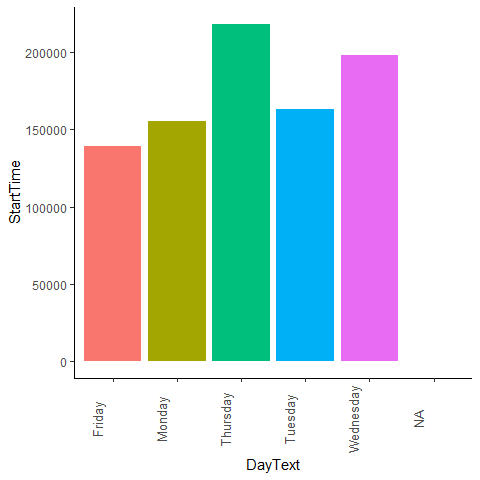 StartTime
200000
150000
100000
50000
0
Friday
Monday
Thursday
Tuesday
Wednesday
NA
DayText